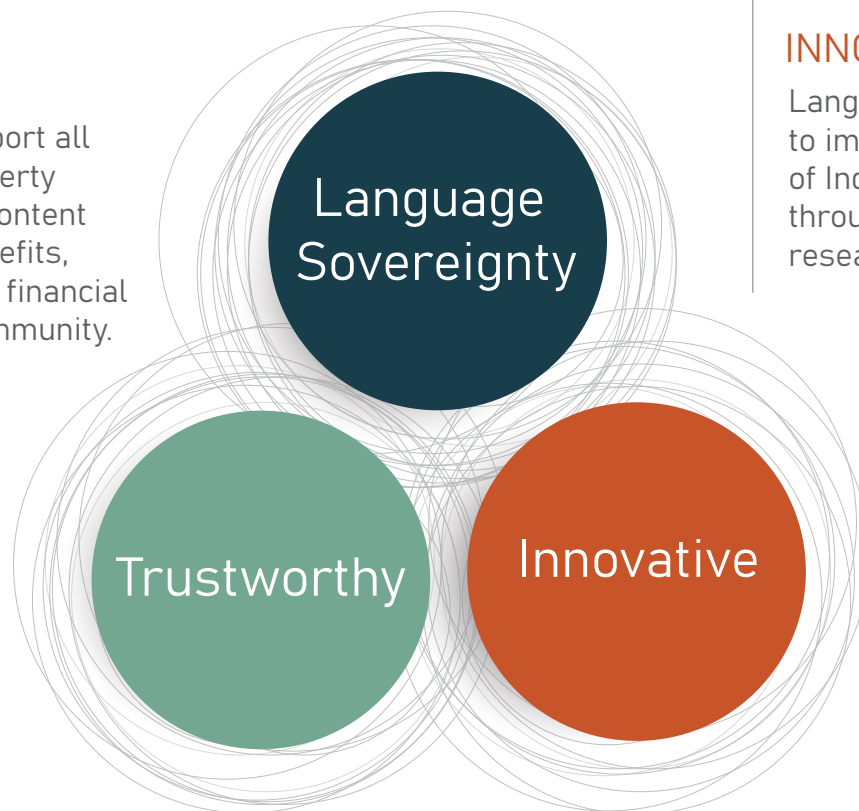 port all
erty
ontent
efits,
financial
mmunity.
Language
Sovereignty
Trustworthy
Innovative
INNO
Lang
to im
of Ind
throu
resea